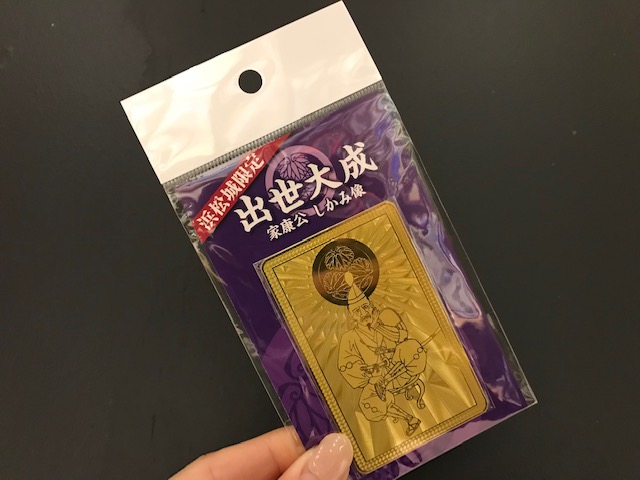 浜松城限定
出世大成
家康公 しかみ像